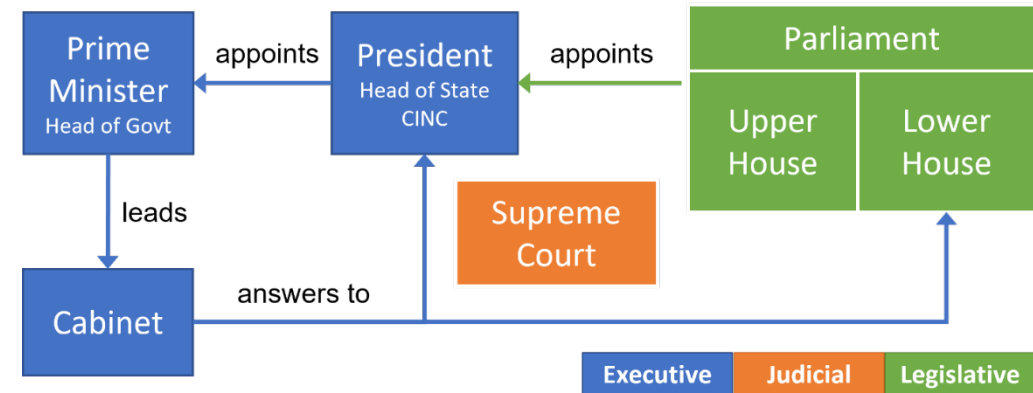 Prime
Minister
Head of Govt
appoints
President
Head of State
CINC
appoints
Parliament
Upper
House
Lower
House
leads
Supreme
Court
Cabinet
answers to
Executive
Judicial
Legislative